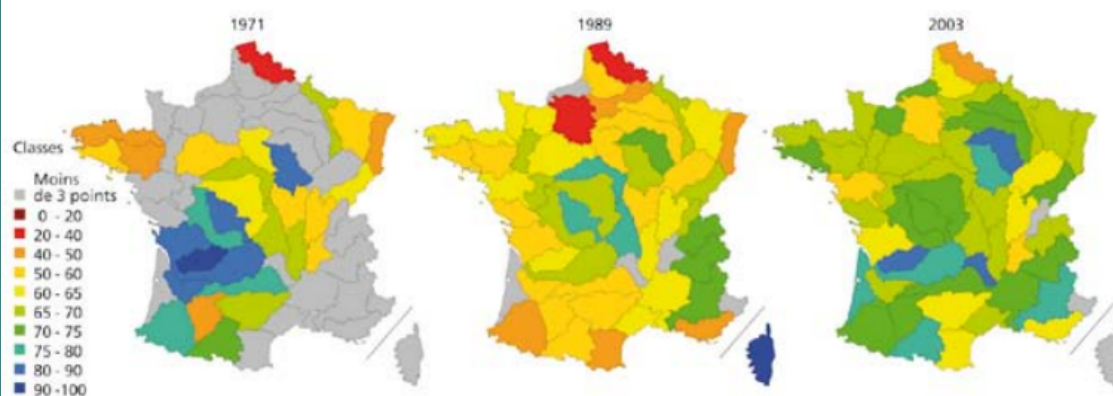 1971
1989
2003
Classes
Moins
de 3 points
0 - 20
20 - 40
40 - 50
50 - 60
60 - 65
65 - 70
70 - 75
75 - 80
80 - 90
90 -100